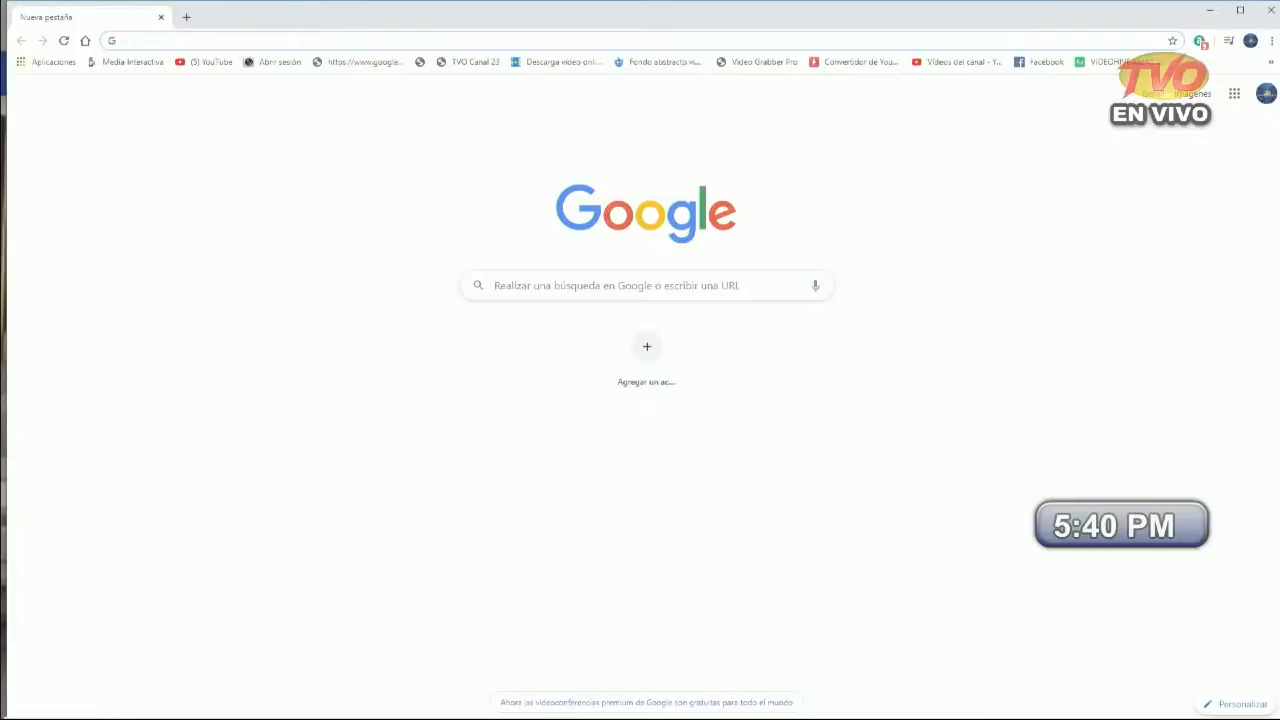 Nueva pestaña
G
Aplicaciones
Media Interactiva
(5) YouTube
Abrir sesión
https://www.google...
TVO Canal 23
Descarga vídeo onl...
Fondo abstracto vi...
Video Grabber Pro
Convertidor de You...
Vídeos del canal - Y...
Facebook
»
TVO
Imágenes
EN VIVO
Google
Realizar una búsqueda en Google o escribir una URL
Agregar un ac...
5:40 PM
Ahora las videoconferencias premium de Google son gratuitas para todo el mundo
Personalizar